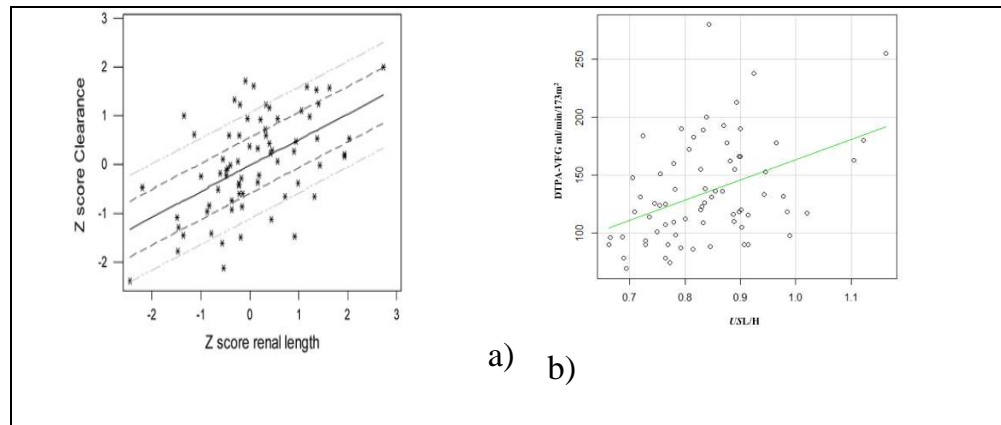 3
2
1
0
-1
-2
Z score Clearance
-2 -1 0 1 2 3
Z score renal length
a)
250
200
150
100
DTPA-VFG ml/min/173m²
0.7 0.8 0.9 1.0 1.1
USL/H
b)